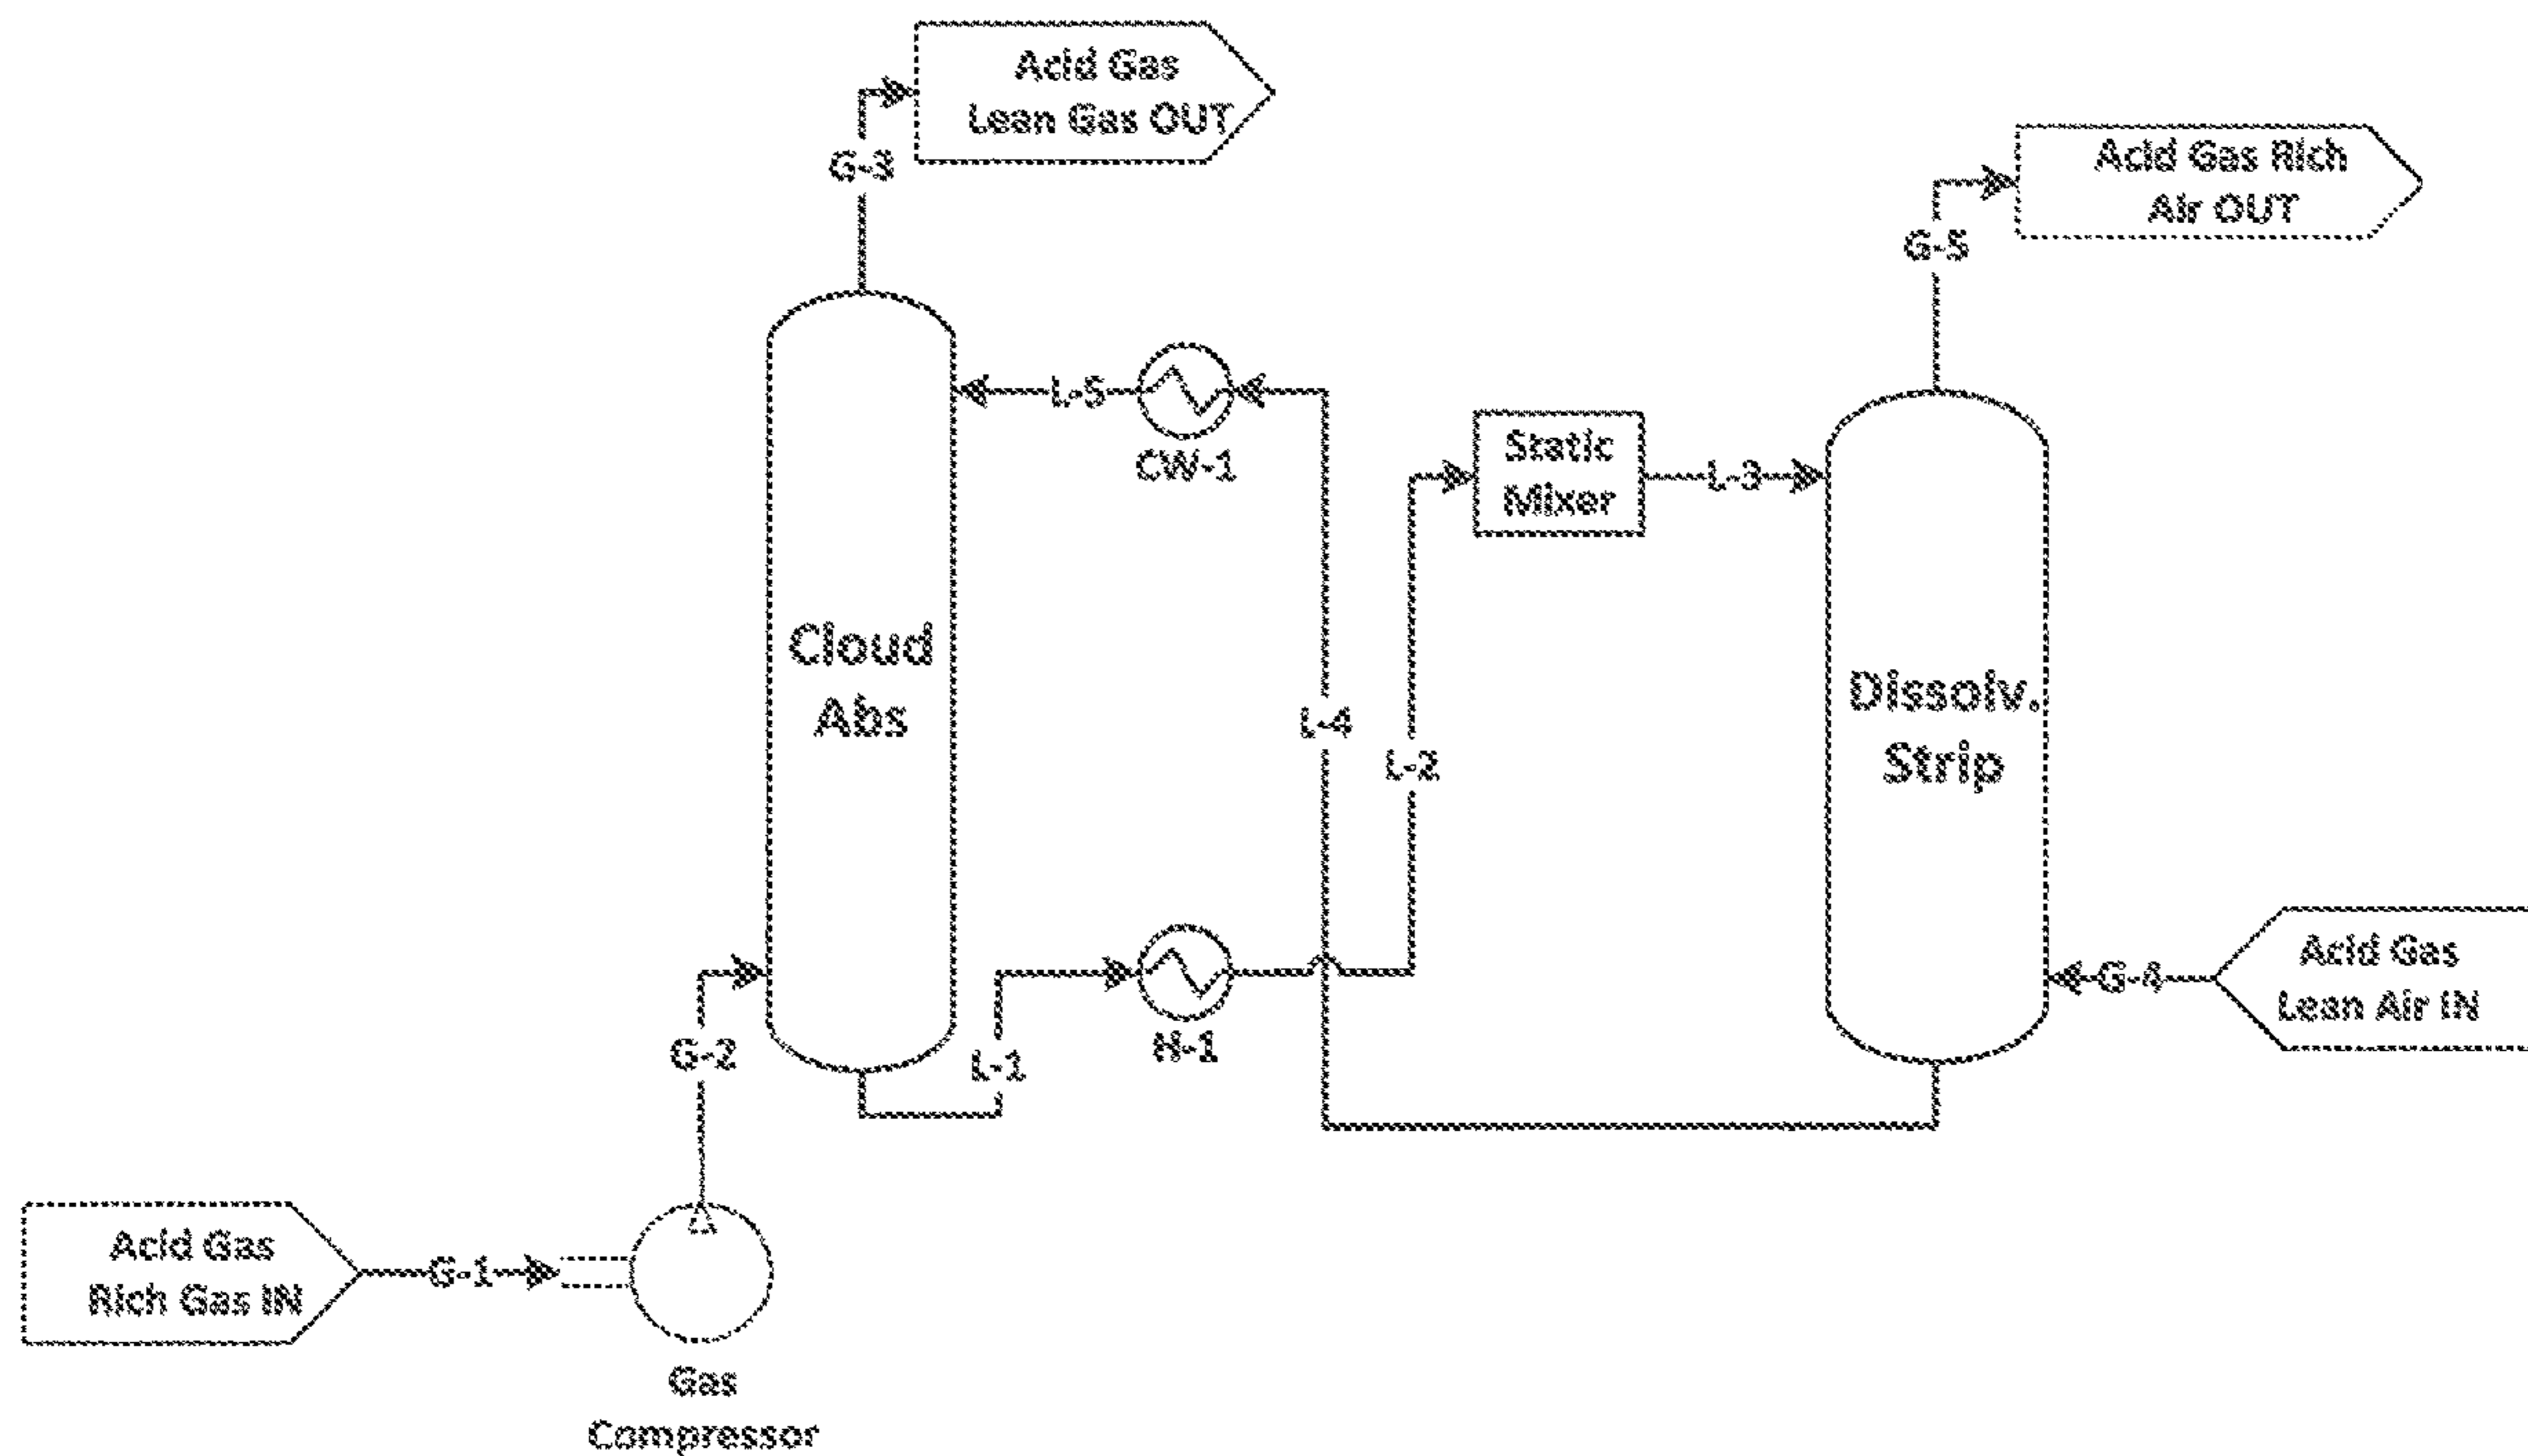 Acid Gas
Lean Gas OUT
G-3
Acid Gas Rich
Air OUT
G-5
L-5
CW-1
Static
Mixer
L-3
Cloud
Abs
L-4
L-2
Dissolv.
Strip
G-2
L-1
H-1
G-4
Acid Gas
Lean Air IN
Acid Gas
Rich Gas IN
G-1
Gas
Compressor